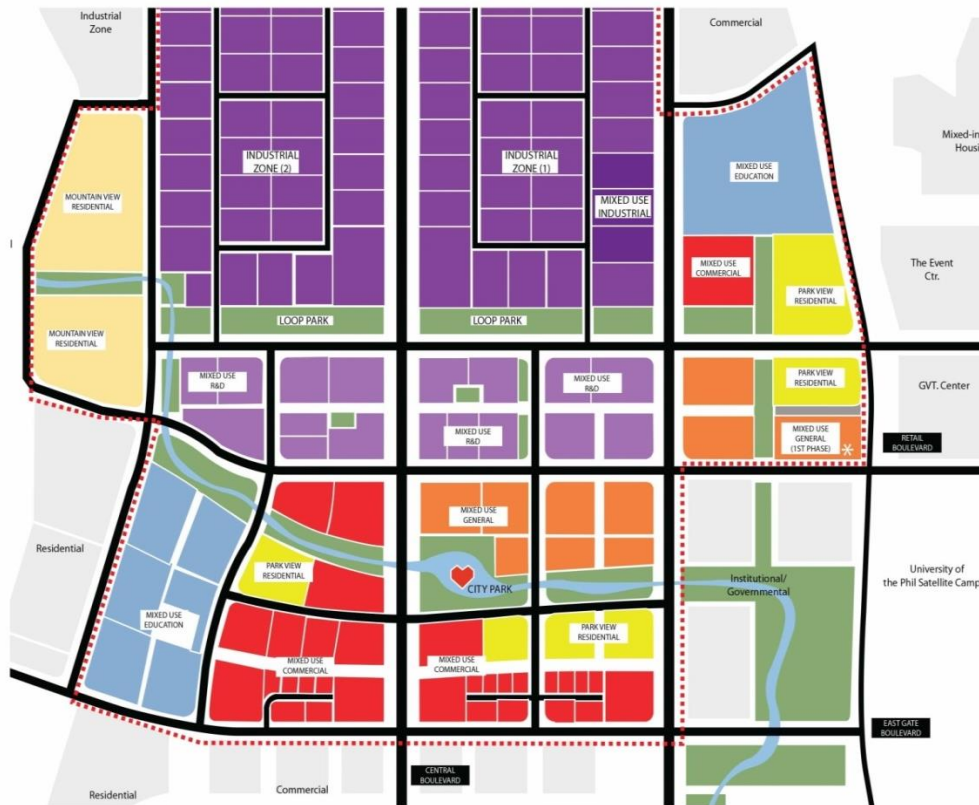 Industrial
Zone
Commercial
Mixed-in
Housi
MOUNTAIN VIEW
RESIDENTIAL
INDUSTRIAL
ZONE (2)
INDUSTRIAL
ZONE (1)
MIXED USE
INDUSTRIAL
MIXED USE
EDUCATION
l
MIXED USE
COMMERCIAL
The Event
Ctr.
PARK VIEW
RESIDENTIAL
MOUNTAIN VIEW
RESIDENTIAL
LOOP PARK
LOOP PARK
MIXED USE
R&D
MIXED USE
R&D
PARK VIEW
RESIDENTIAL
GVT. Center
MIXED USE
R&D
MIXED USE
GENERAL
(1ST PHASE)
*
RETAIL
BOULEVARD
MIXED USE
GENERAL
Residential
PARK VIEW
RESIDENTIAL
CITY PARK
Institutional/
Governmental
University of
the Phil Satellite Camp
MIXED USE
EDUCATION
PARK VIEW
RESIDENTIAL
MIXED USE
COMMERCIAL
MIXED USE
COMMERCIAL
EAST GATE
BOULEVARD
CENTRAL
BOULEVARD
Commercial
Residential